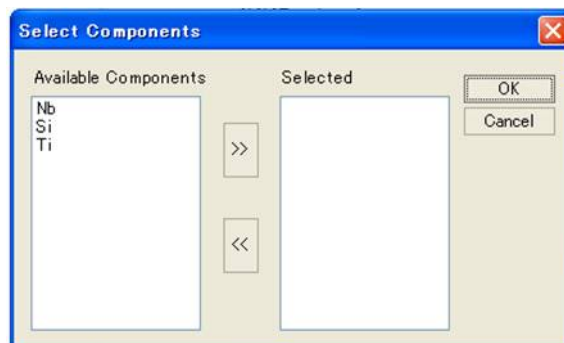 Select Components
Available Components
Selected
Nb
Si
Ti
>>
<<
OK
Cancel